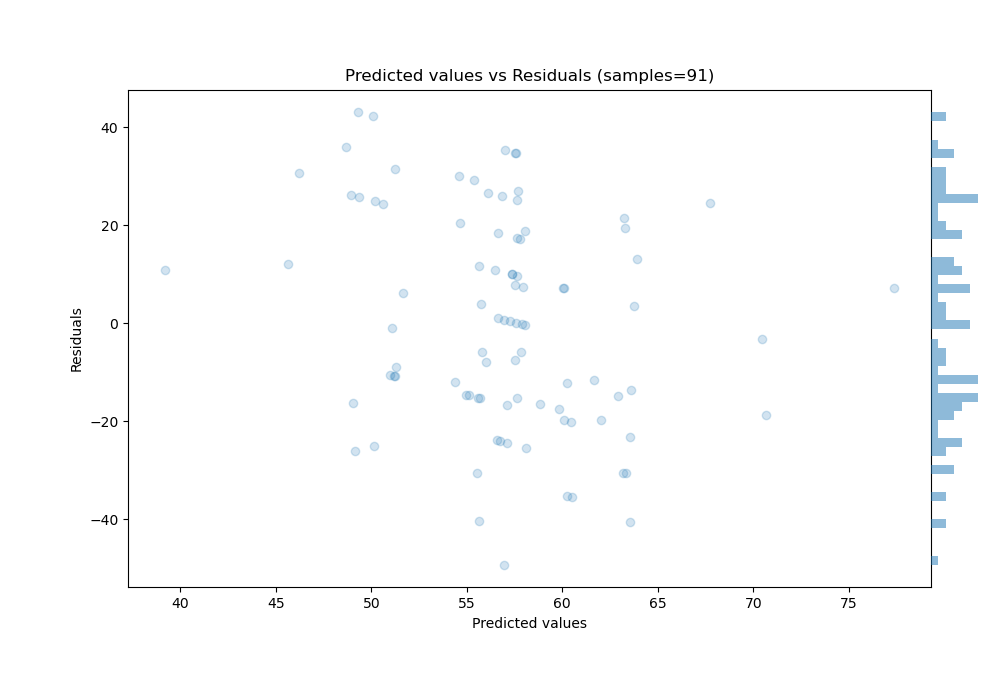 Predicted values vs Residuals (samples=91)
40
20
0
−20
−40
Residuals
40 45 50 55 60 65 70 75
Predicted values